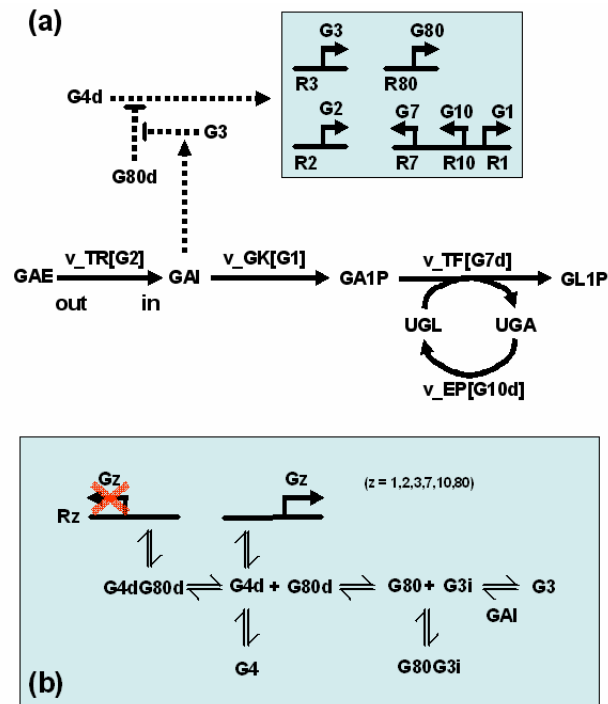 (a)
G3 G80
R3 R80
G4d
G3
G80d
G2 G7 G10 G1
R2 R7 R10 R1
v_TR[G2] v_GK[G1] v_TF[G7d]
GAE GAI GA1P GL1P
out in
UGL UGA
v_EP[G10d]
Gz Gz (z = 1,2,3,7,10,80)
Rz
G4dG80d G4d + G80d G80 + G3i G3
GAI
G4 G80G3i
(b)